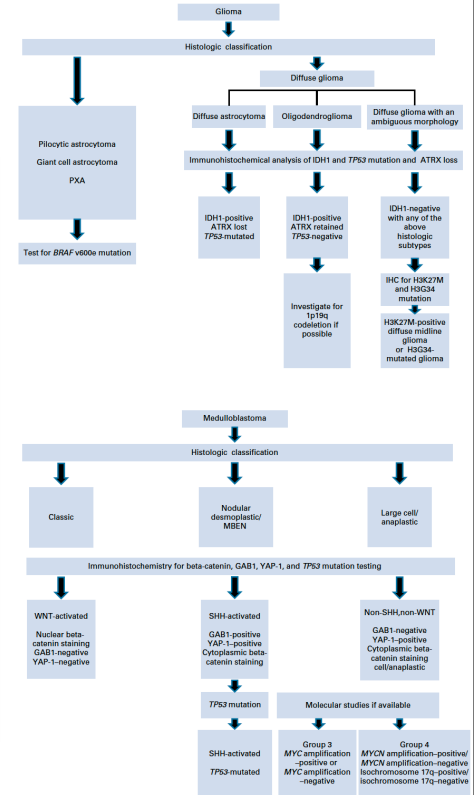 Glioma
Histologic classification
Diffuse glioma
Diffuse astrocytoma
Oligodendroglioma
Diffuse glioma with an
ambiguous morphology
Pilocytic astrocytoma
Giant cell astrocytoma
PXA
Immunohistochemical analysis of IDH1 and TP53 mutation and ATRX loss
Test for BRAF v600e mutation
IDH1-positive
ATRX lost
TP53-mutated
IDH1-positive
ATRX retained
TP53-negative
IDH1-negative
with any of the
above
histologic
subtypes
Investigate for
1p19q
codeletion if
possible
IHC for H3K27M
and H3G34
mutation
H3K27M-positive
diffuse midline
glioma
or H3G34-
mutated glioma
Medulloblastoma
Histologic classification
Classic
Nodular
desmoplastic/
MBEN
Large cell/
anaplastic
Immunohistochemistry for beta-catenin, GAB1, YAP-1, and TP53 mutation testing
WNT-activated
Nuclear beta-
catenin staining
GAB1-negative
YAP1–negative
SHH-activated
GAB1-positive
YAP-1–positive
Cytoplasmic beta-
catenin staining
Non-SHH,non-WNT
GAB1-negative
YAP-1–positive
Cytoplasmic beta-
catenin staining
cell/anaplastic
TP53 mutation
Molecular studies if available
SHH-activated
TP53-mutated
Group 3
MYC amplification
–positive or
MYC amplification
–negative
Group 4
MYCN amplification–positive/
MYCN amplification–negative
Isochromosome 17q–positive/
isochromosome 17q–negative